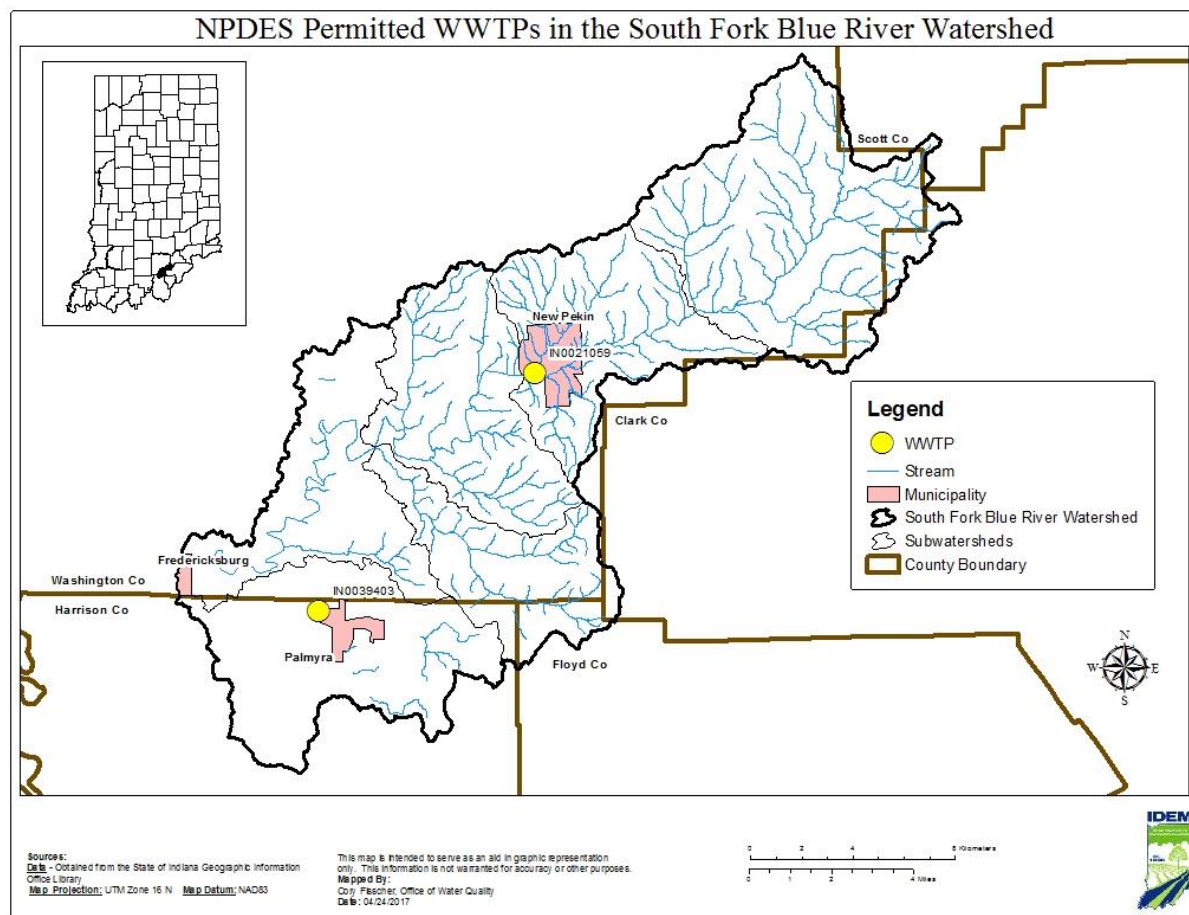 NPDES Permitted WWTPs in the South Fork Blue River Watershed
Scott Co
New Pekin
IN0021059
Clark Co
Legend
WWTP
Stream
Municipality
South Fork Blue River Watershed
Subwatersheds
County Boundary
Fredericksburg
Washington Co
IN0039403
Harrison Co
Palmyra
Floyd Co
N
W E
S
Sources:
Data - Obtained from the State of Indiana Geographic Information
Office Library
Map Projection: UTM Zone 16 N Map Datum: NAD83
This map is intended to serve as an aid in graphic representation
only. This information is not warranted for accuracy or other purposes.
Mapped By:
Cory Fischer, Office of Water Quality
Date: 04/24/2017
0 2 4 8 Kilometers
0 1 2 4 Miles
IDEM